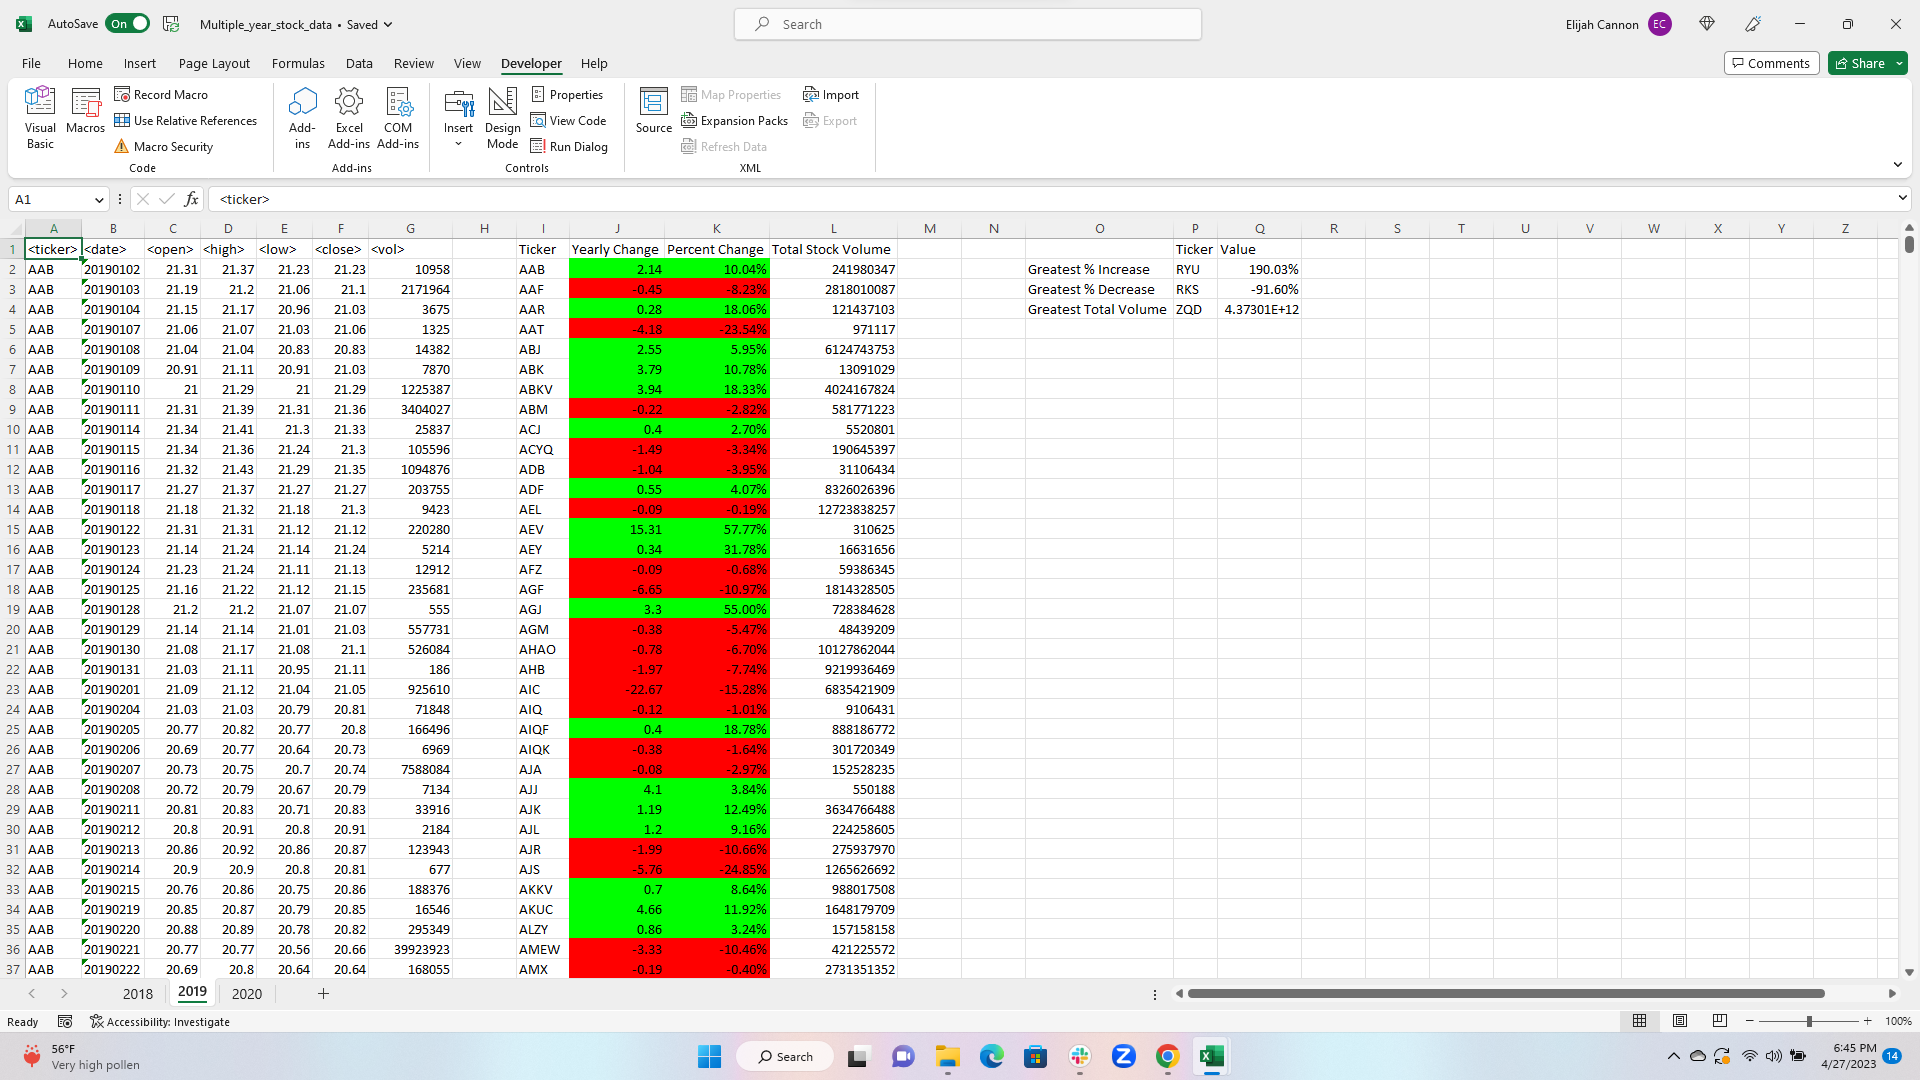 AutoSave On Multiple_year_stock_data • Saved Search Elijah Cannon EC
File Home Insert Page Layout Formulas Data Review View Developer Help Comments Share
Visual Basic Macros Record Macro Use Relative References Macro Security Add-ins Excel Add-ins COM Add-ins Insert Design Mode Properties View Code Run Dialog Source Map Properties Expansion Packs Refresh Data Import Export
Code Add-ins Controls XML
A1 fx <ticker>
A B C D E F G H I J K L M N O P Q R S T U V W X Y Z
1 <ticker> <date> <open> <high> <low> <close> <vol> Ticker Yearly Change Percent Change Total Stock Volume Ticker Value
2 AAB 20190102 21.31 21.37 21.23 21.23 10958 AAB 2.14 10.04% 241980347 Greatest % Increase RYU 190.03%
3 AAB 20190103 21.19 21.2 21.06 21.1 2171964 AAF -0.45 -8.23% 2818010087 Greatest % Decrease RKS -91.60%
4 AAB 20190104 21.15 21.17 20.96 21.03 3675 AAR 0.28 18.06% 121437103 Greatest Total Volume ZQD 4.37301E+12
5 AAB 20190107 21.06 21.07 21.03 21.06 1325 AAT -4.18 -23.54% 971117
6 AAB 20190108 21.04 21.04 20.83 20.83 14382 ABJ 2.55 5.95% 6124743753
7 AAB 20190109 20.91 21.11 20.91 21.03 7870 ABK 3.79 10.78% 13091029
8 AAB 20190110 21 21.29 21 21.29 1225387 ABKV 3.94 18.33% 4024167824
9 AAB 20190111 21.31 21.39 21.31 21.36 3404027 ABM -0.22 -2.82% 581771223
10 AAB 20190114 21.34 21.41 21.3 21.33 25837 ACJ 0.4 2.70% 5520801
11 AAB 20190115 21.34 21.36 21.24 21.3 105596 ACYQ -1.49 -3.34% 190645397
12 AAB 20190116 21.32 21.43 21.29 21.35 1094876 ADB -1.04 -3.95% 31106434
13 AAB 20190117 21.27 21.37 21.27 21.27 203755 ADF 0.55 4.07% 8326026396
14 AAB 20190118 21.18 21.32 21.18 21.3 9423 AEL -0.09 -0.19% 12723838257
15 AAB 20190122 21.31 21.31 21.12 21.12 220280 AEV 15.31 57.77% 310625
16 AAB 20190123 21.14 21.24 21.14 21.24 5214 AEY 0.34 31.78% 16631656
17 AAB 20190124 21.23 21.24 21.11 21.13 12912 AFZ -0.09 -0.68% 59386345
18 AAB 20190125 21.16 21.22 21.12 21.15 235681 AGF -6.65 -10.97% 1814328505
19 AAB 20190128 21.2 21.2 21.07 21.07 555 AGJ 3.3 55.00% 728384628
20 AAB 20190129 21.14 21.14 21.01 21.03 557731 AGM -0.38 -5.47% 48439209
21 AAB 20190130 21.08 21.17 21.08 21.1 526084 AHAO -0.78 -6.70% 10127862044
22 AAB 20190131 21.03 21.11 20.95 21.11 186 AHB -1.97 -7.74% 9219936469
23 AAB 20190201 21.09 21.12 21.04 21.05 925610 AIC -22.67 -15.28% 6835421909
24 AAB 20190204 21.03 21.03 20.79 20.81 71848 AIQ -0.12 -1.01% 9106431
25 AAB 20190205 20.77 20.82 20.77 20.8 166496 AIQF 0.4 18.78% 888186772
26 AAB 20190206 20.69 20.77 20.64 20.73 6969 AIQK -0.38 -1.64% 301720349
27 AAB 20190207 20.73 20.75 20.7 20.74 7588084 AJA -0.08 -2.97% 152528235
28 AAB 20190208 20.72 20.79 20.67 20.79 7134 AJJ 4.1 3.84% 550188
29 AAB 20190211 20.81 20.83 20.71 20.83 33916 AJK 1.19 12.49% 3634766488
30 AAB 20190212 20.8 20.91 20.8 20.91 2184 AJL 1.2 9.16% 224258605
31 AAB 20190213 20.86 20.92 20.86 20.87 123943 AJR -1.99 -10.66% 275937970
32 AAB 20190214 20.9 20.9 20.8 20.81 677 AJS -5.76 -24.85% 1265626692
33 AAB 20190215 20.76 20.86 20.75 20.86 188376 AKKV 0.7 8.64% 988017508
34 AAB 20190219 20.85 20.87 20.79 20.85 16546 AKUC 4.66 11.92% 1648179709
35 AAB 20190220 20.88 20.89 20.78 20.82 295349 ALZY 0.86 3.24% 157158158
36 AAB 20190221 20.77 20.77 20.56 20.66 39923923 AMEW -3.33 -10.46% 421225572
37 AAB 20190222 20.69 20.8 20.64 20.64 168055 AMX -0.19 -0.40% 2731351352
2018 2019 2020
Ready Accessibility: Investigate 100%
56°F Search 6:45 PM
Very high pollen 4/27/2023 14